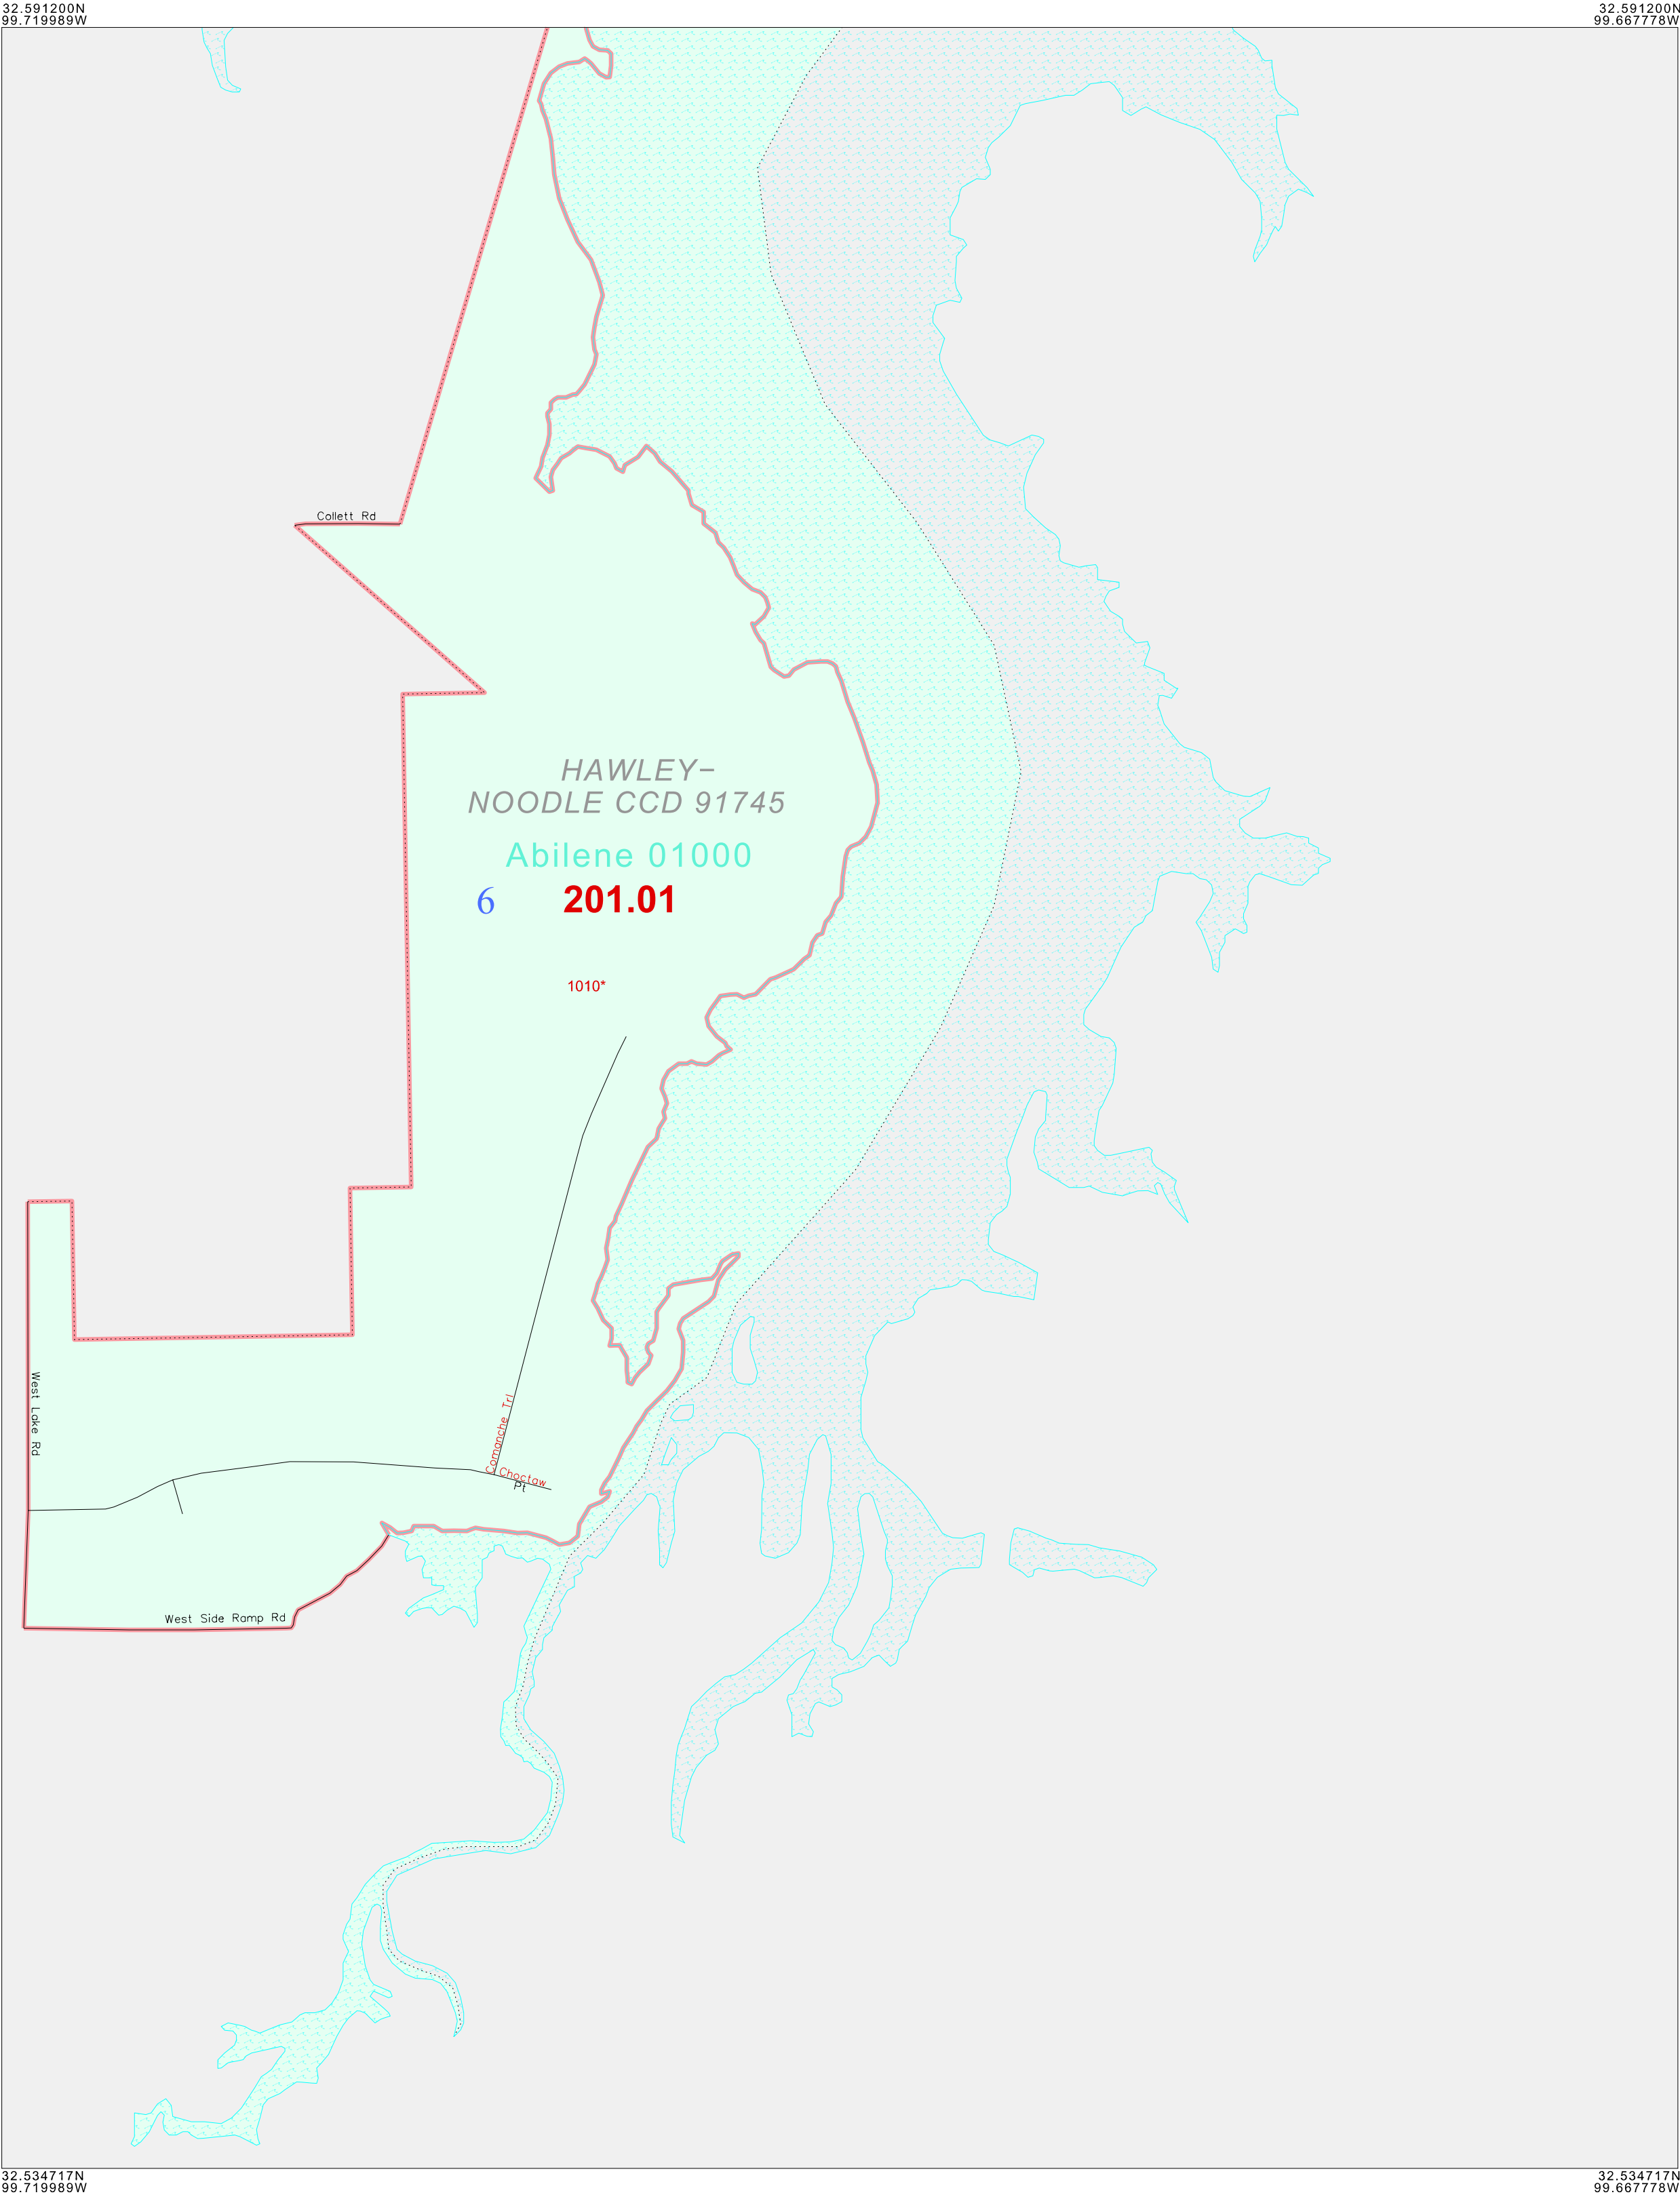 32.591200N
99.719989W
32.591200N
99.667778W
Collett Rd
HAWLEY-
NOODLE CCD 91745
Abilene 01000
6
201.01
1010*
West Lake Rd
Comanche Trl
Choctaw
Pt
West Side Ramp Rd
32.534717N
99.719989W
32.534717N
99.667778W